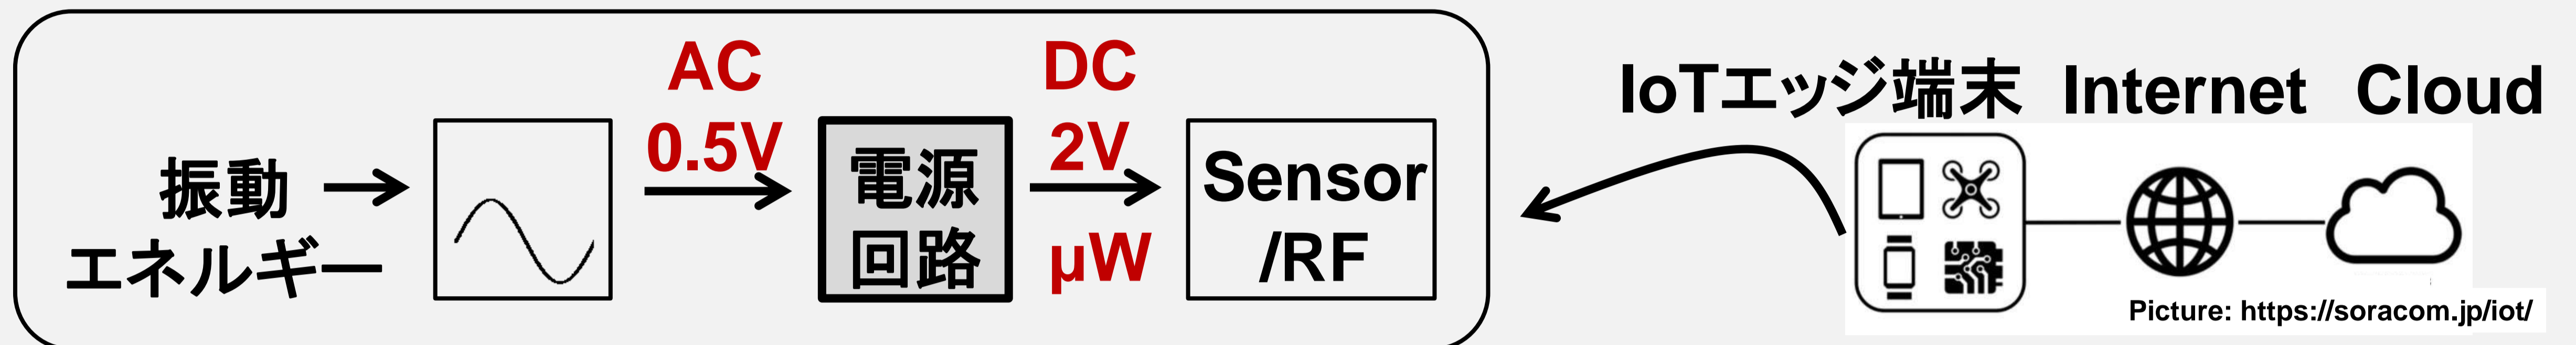 振動
エネルギー
AC
0.5V
電源
回路
DC
2V
µW
Sensor
/RF
IoTエッジ端末 Internet Cloud
Picture: https://soracom.jp/iot/